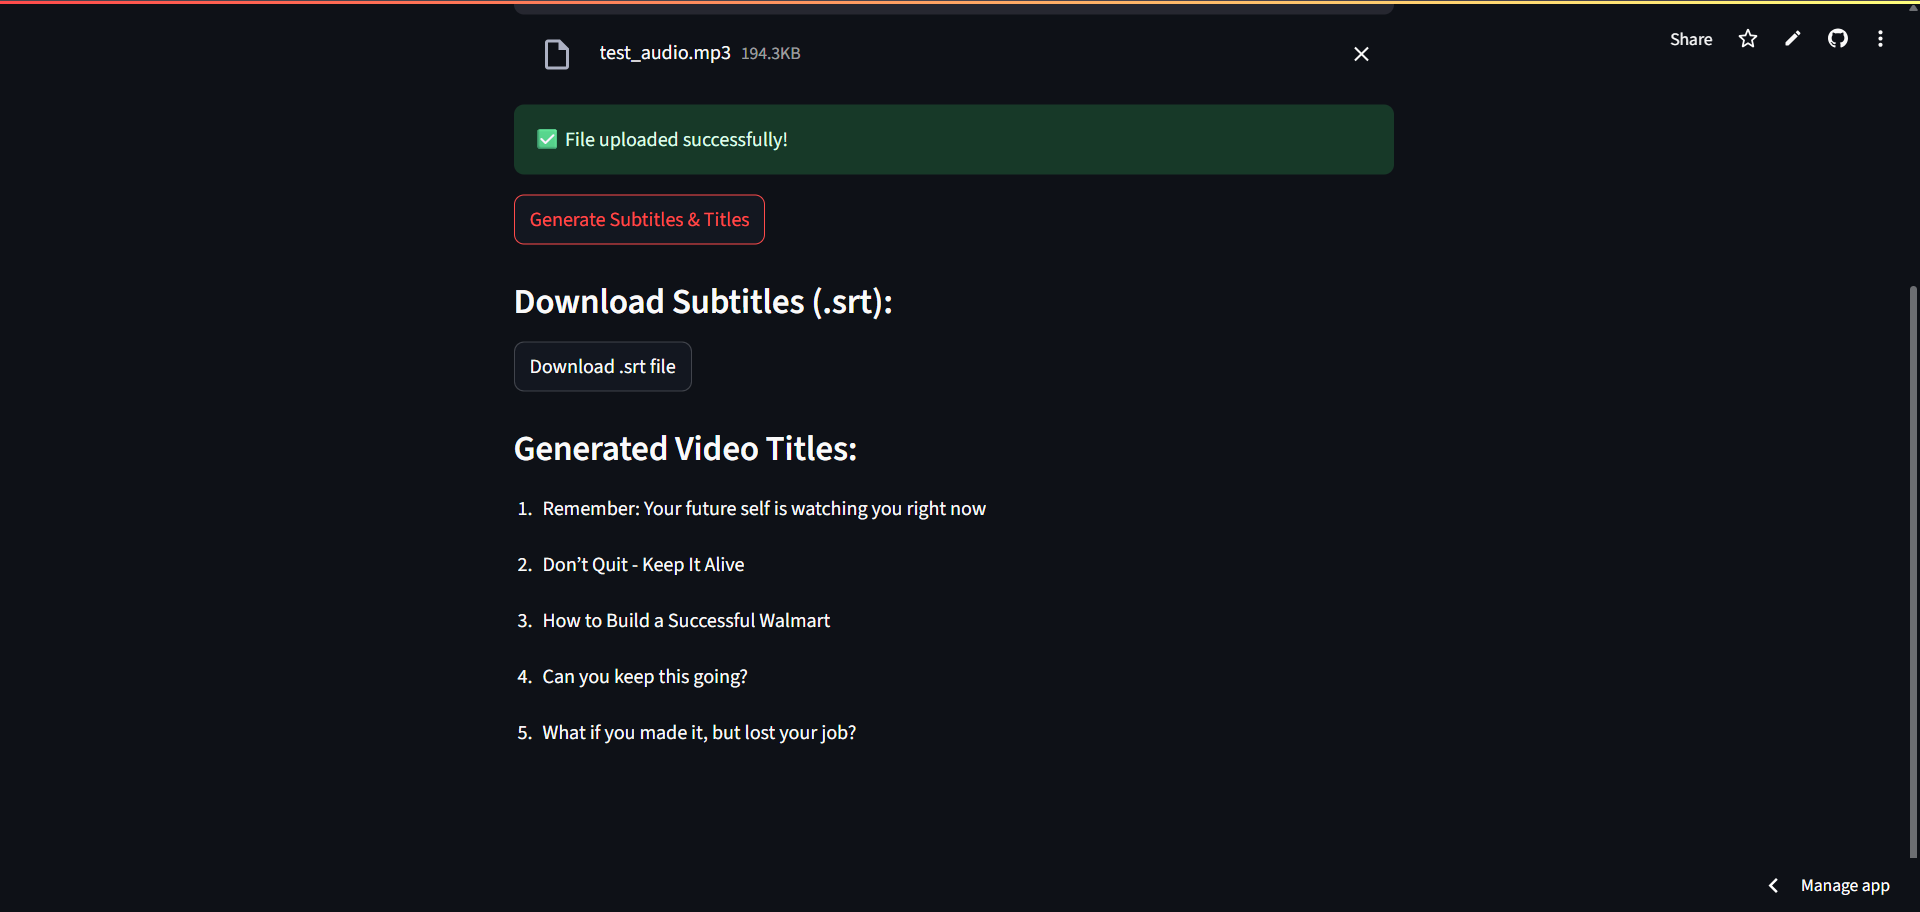 test_audio.mp3 194.3KB
Share
✅ File uploaded successfully!
Generate Subtitles & Titles
Download Subtitles (.srt):
Download .srt file
Generated Video Titles:
1. Remember: Your future self is watching you right now
2. Don’t Quit - Keep It Alive
3. How to Build a Successful Walmart
4. Can you keep this going?
5. What if you made it, but lost your job?
Manage app